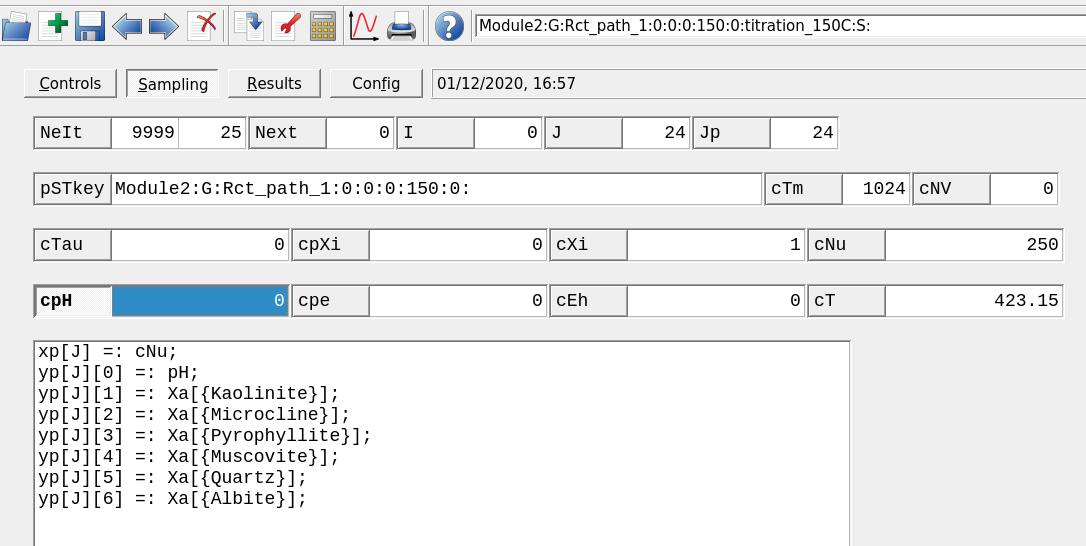 Module2:G:Rct_path_1:0:0:0:150:0:titration_150C:S:
Controls Sampling Results Config 01/12/2020, 16:57
NeIt 9999 25 Next 0 I 0 J 24 Jp 24
pSTkey Module2:G:Rct_path_1:0:0:0:150:0: cTm 1024 cNV 0
cTau 0 cpXi 0 cXi 1 cNu 250
cpH 0 cpe 0 cEh 0 cT 423.15
xp[J] =: cNu;
yp[J][0] =: pH;
yp[J][1] =: Xa[{Kaolinite}];
yp[J][2] =: Xa[{Microcline}];
yp[J][3] =: Xa[{Pyrophyllite}];
yp[J][4] =: Xa[{Muscovite}];
yp[J][5] =: Xa[{Quartz}];
yp[J][6] =: Xa[{Albite}];